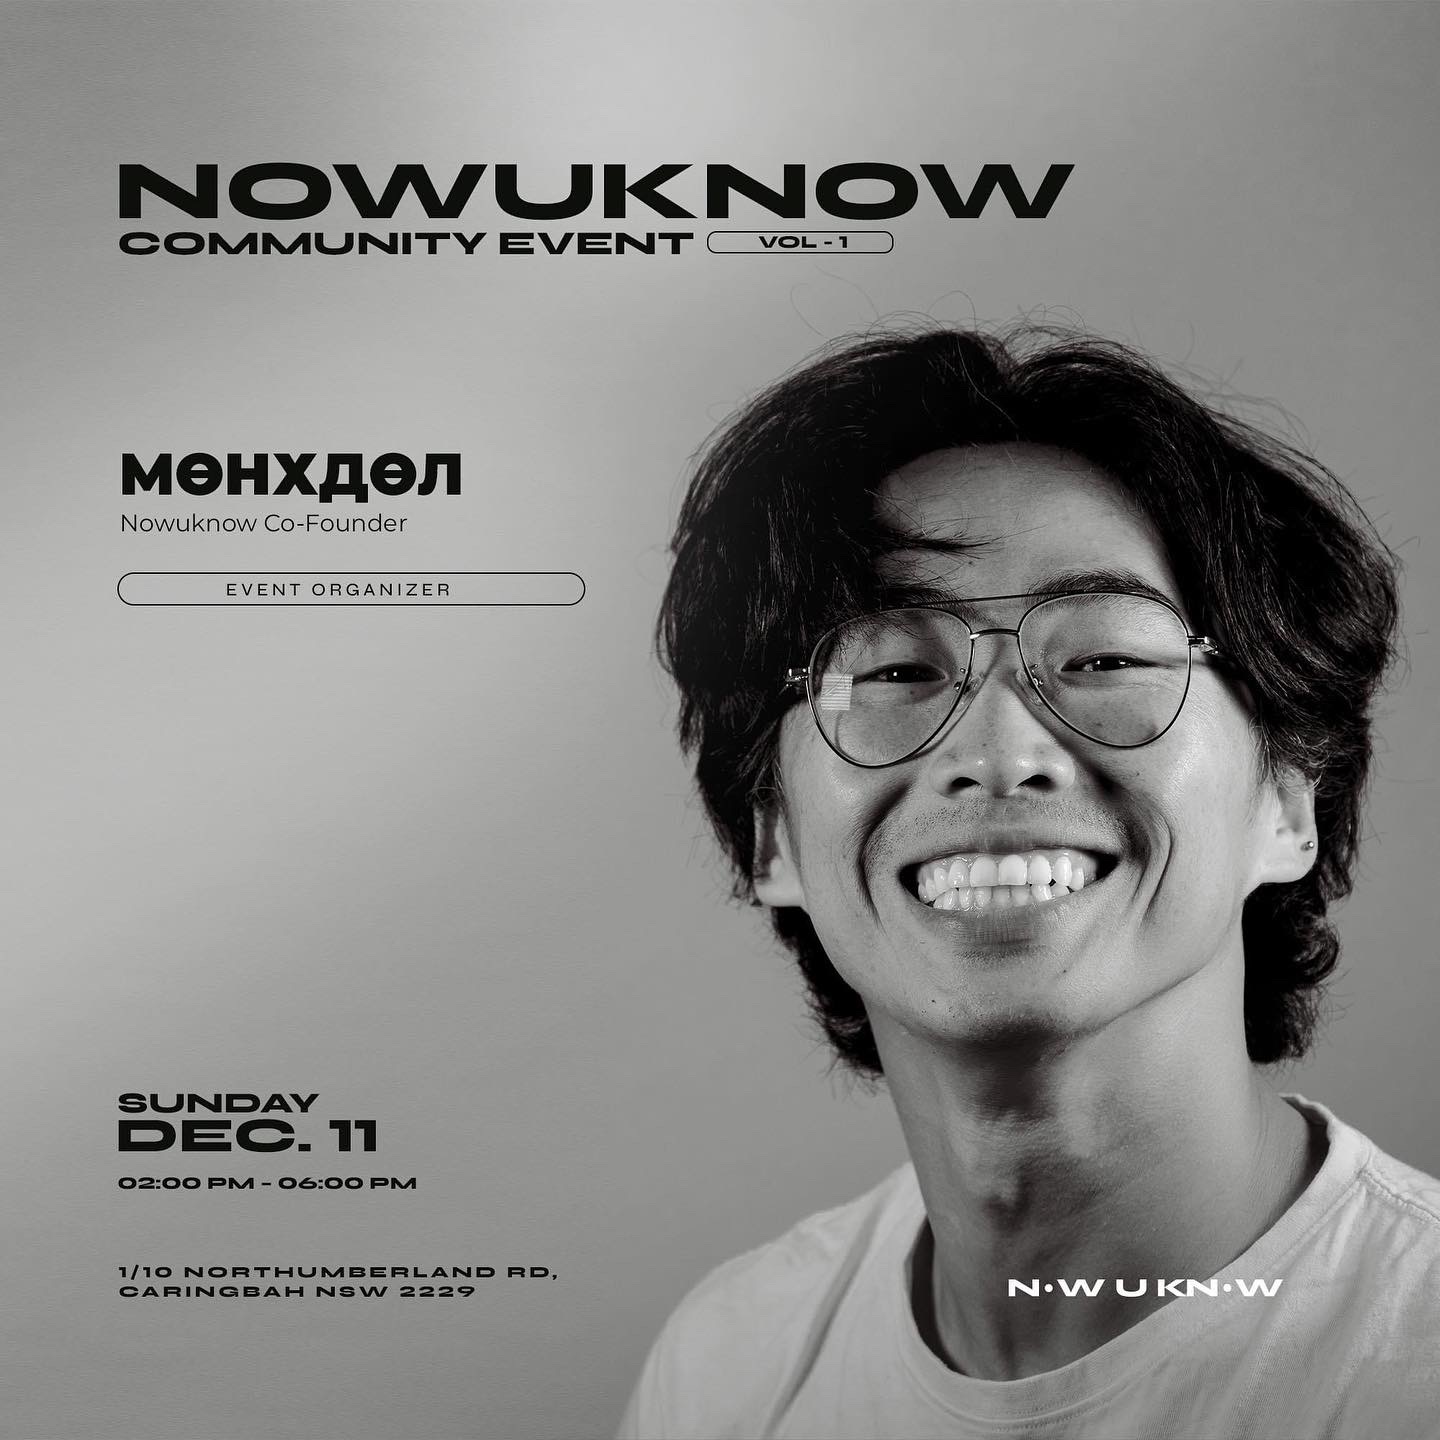 NOWUKNOW
COMMUNITY EVENT VOL - 1
МӨНХДӨЛ
Nowuknow Co-Founder
EVENT ORGANIZER
SUNDAY
DEC. 11
02:00 PM - 06:00 PM
1/10 NORTHUMBERLAND RD,
CARINGBAH NSW 2229
N•W U KN•W